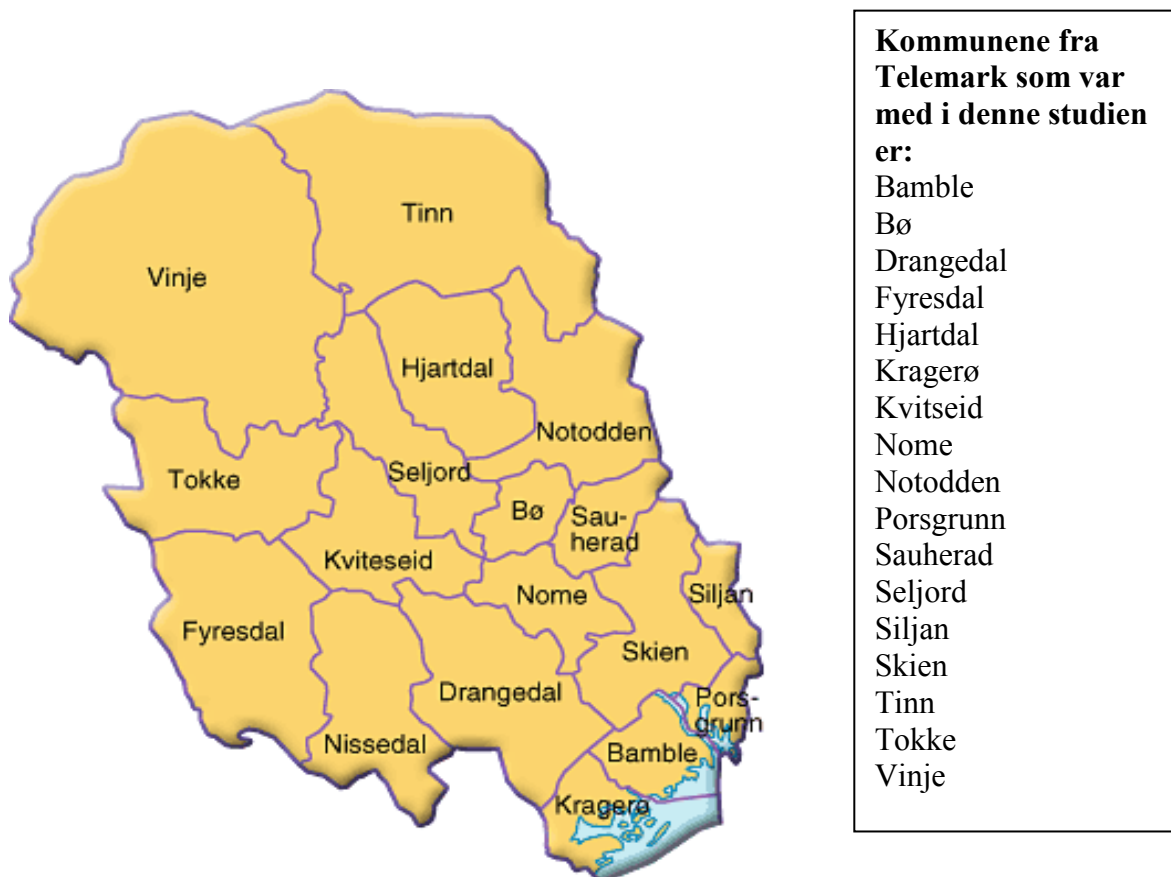 Tinn
Vinje
Hjartdal
Notodden
Seljord
Tokke
Bø
Sau-
herad
Kviteseid
Nome
Siljan
Fyresdal
Skien
Drangedal
Pors-
grunn
Nissedal
Bamble
Kragerø
Kommunene fra
Telemark som var
med i denne studien
er:
Bamble
Bø
Drangedal
Fyresdal
Hjartdal
Kragerø
Kvitseid
Nome
Notodden
Porsgrunn
Sauherad
Seljord
Siljan
Skien
Tinn
Tokke
Vinje